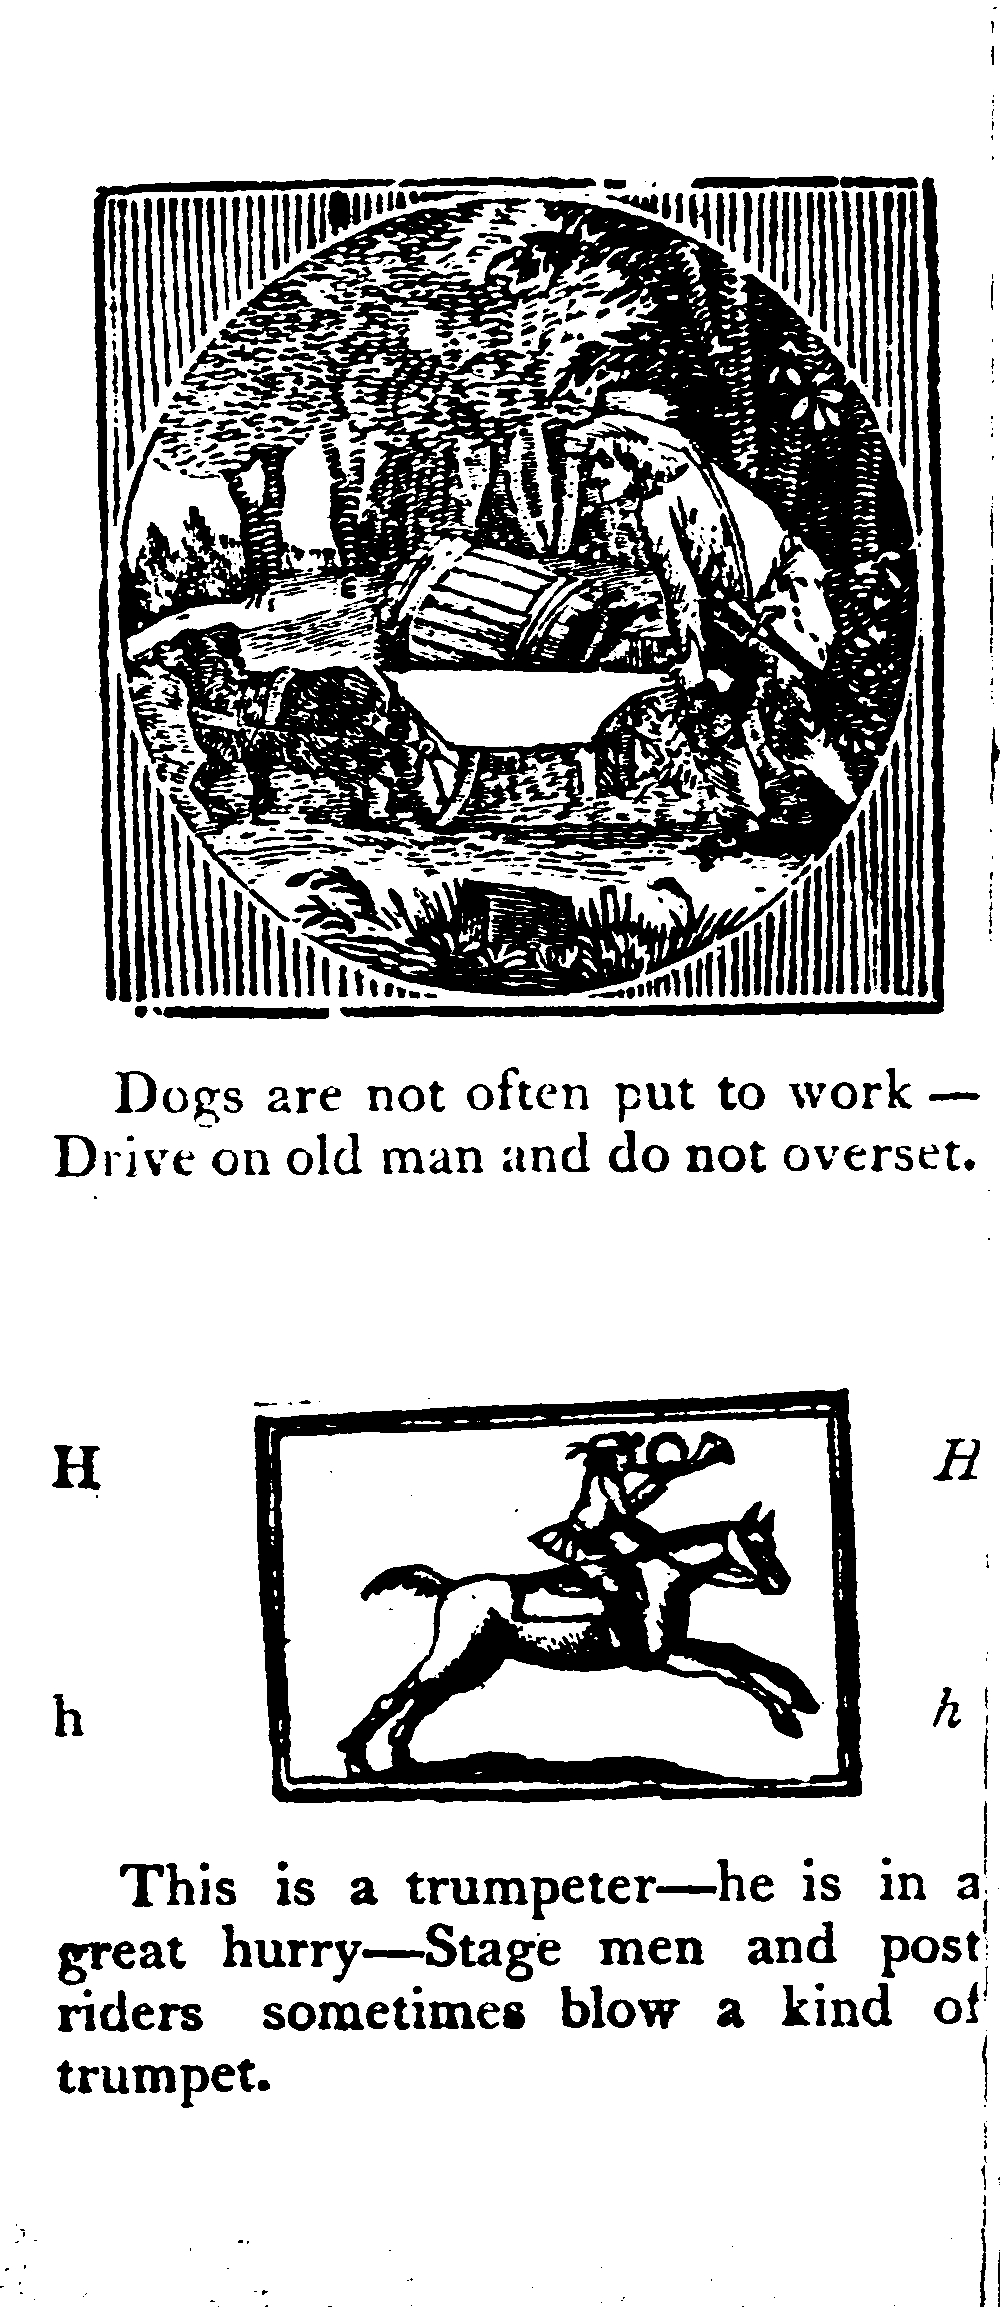 Dogs are not often put to work —
Drive on old man and do not overset.
H H
h h
This is a trumpeter—he is in a
great hurry—Stage men and post
riders sometimes blow a kind of
trumpet.